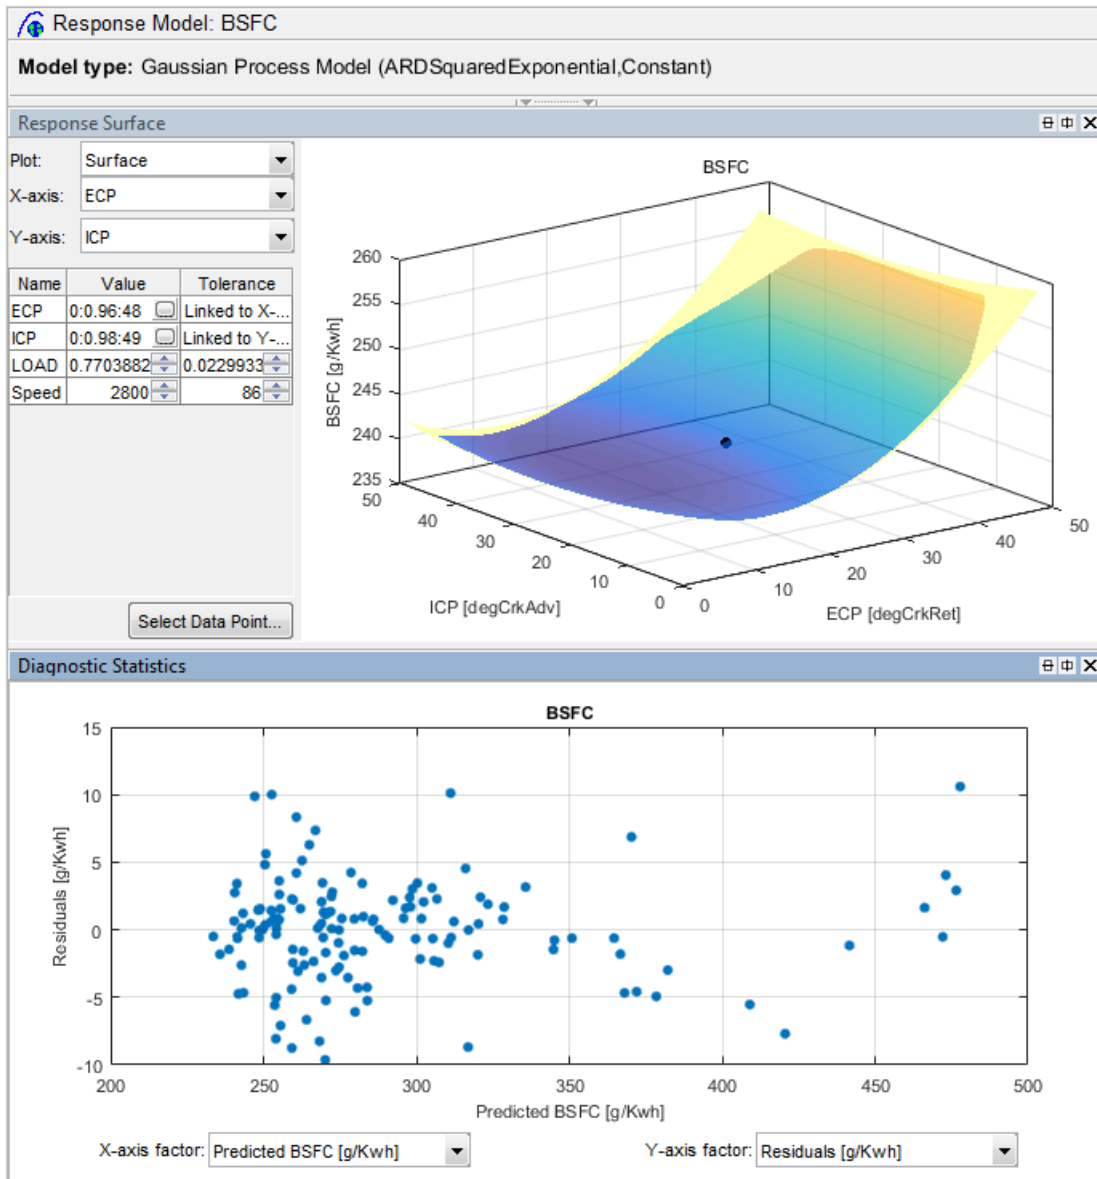 Response Model: BSFC
Model type: Gaussian Process Model (ARDSquaredExponential,Constant)
Response Surface
Plot: Surface
X-axis: ECP
Y-axis: ICP
Name Value Tolerance
ECP 0:0.96:48 Linked to X-...
ICP 0:0.98:49 Linked to Y-...
LOAD 0.7703882 0.0229933
Speed 2800 86
Select Data Point...
BSFC
260
255
250
245
240
235
BSFC [g/Kwh]
50
40
30
20
10
0
ICP [degCrkAdv]
0
10
20
30
40
50
ECP [degCrkRet]
Diagnostic Statistics
BSFC
15
10
5
0
-5
-10
Residuals [g/Kwh]
200 250 300 350 400 450 500
Predicted BSFC [g/Kwh]
X-axis factor: Predicted BSFC [g/Kwh] Y-axis factor: Residuals [g/Kwh]